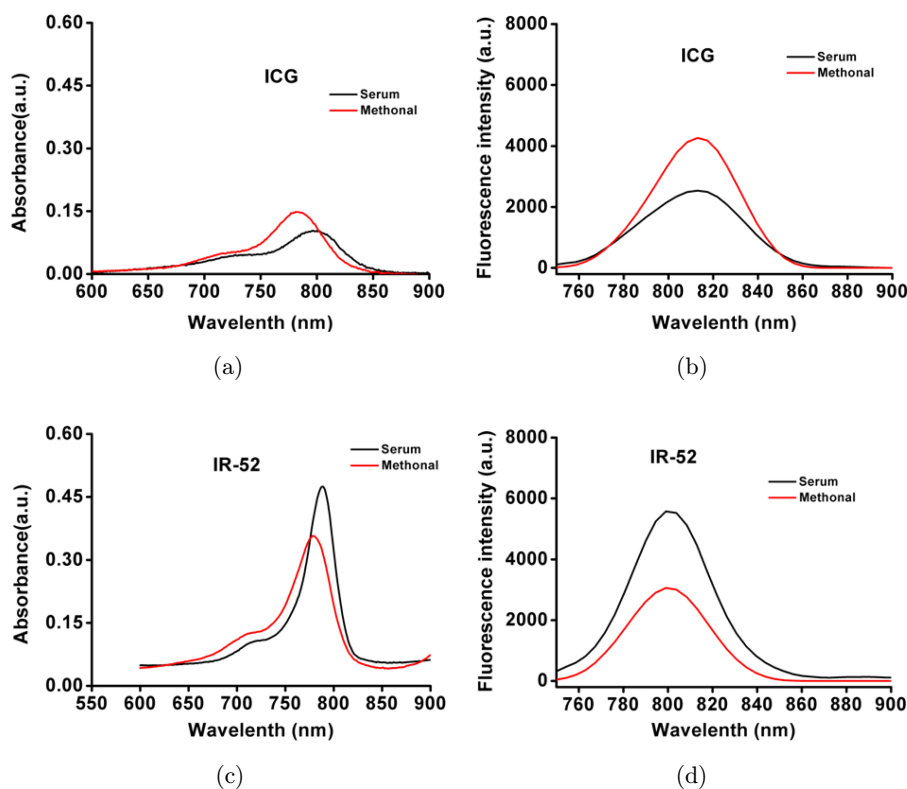 0.60
0.45
0.30
0.15
0.00
Absorbance(a.u.)
ICG
Serum
Methonal
600 650 700 750 800 850 900
Wavelenth (nm)
(a)
8000
6000
4000
2000
0
Fluorescence intensity (a.u.)
ICG
Serum
Methonal
760 780 800 820 840 860 880 900
Wavelenth (nm)
(b)
0.60
0.45
0.30
0.15
0.00
Absorbance(a.u.)
IR-52
Serum
Methonal
550 600 650 700 750 800 850 900
Wavelenth (nm)
(c)
8000
6000
4000
2000
0
Fluorescence intensity (a.u.)
IR-52
Serum
Methonal
760 780 800 820 840 860 880 900
Wavelenth (nm)
(d)